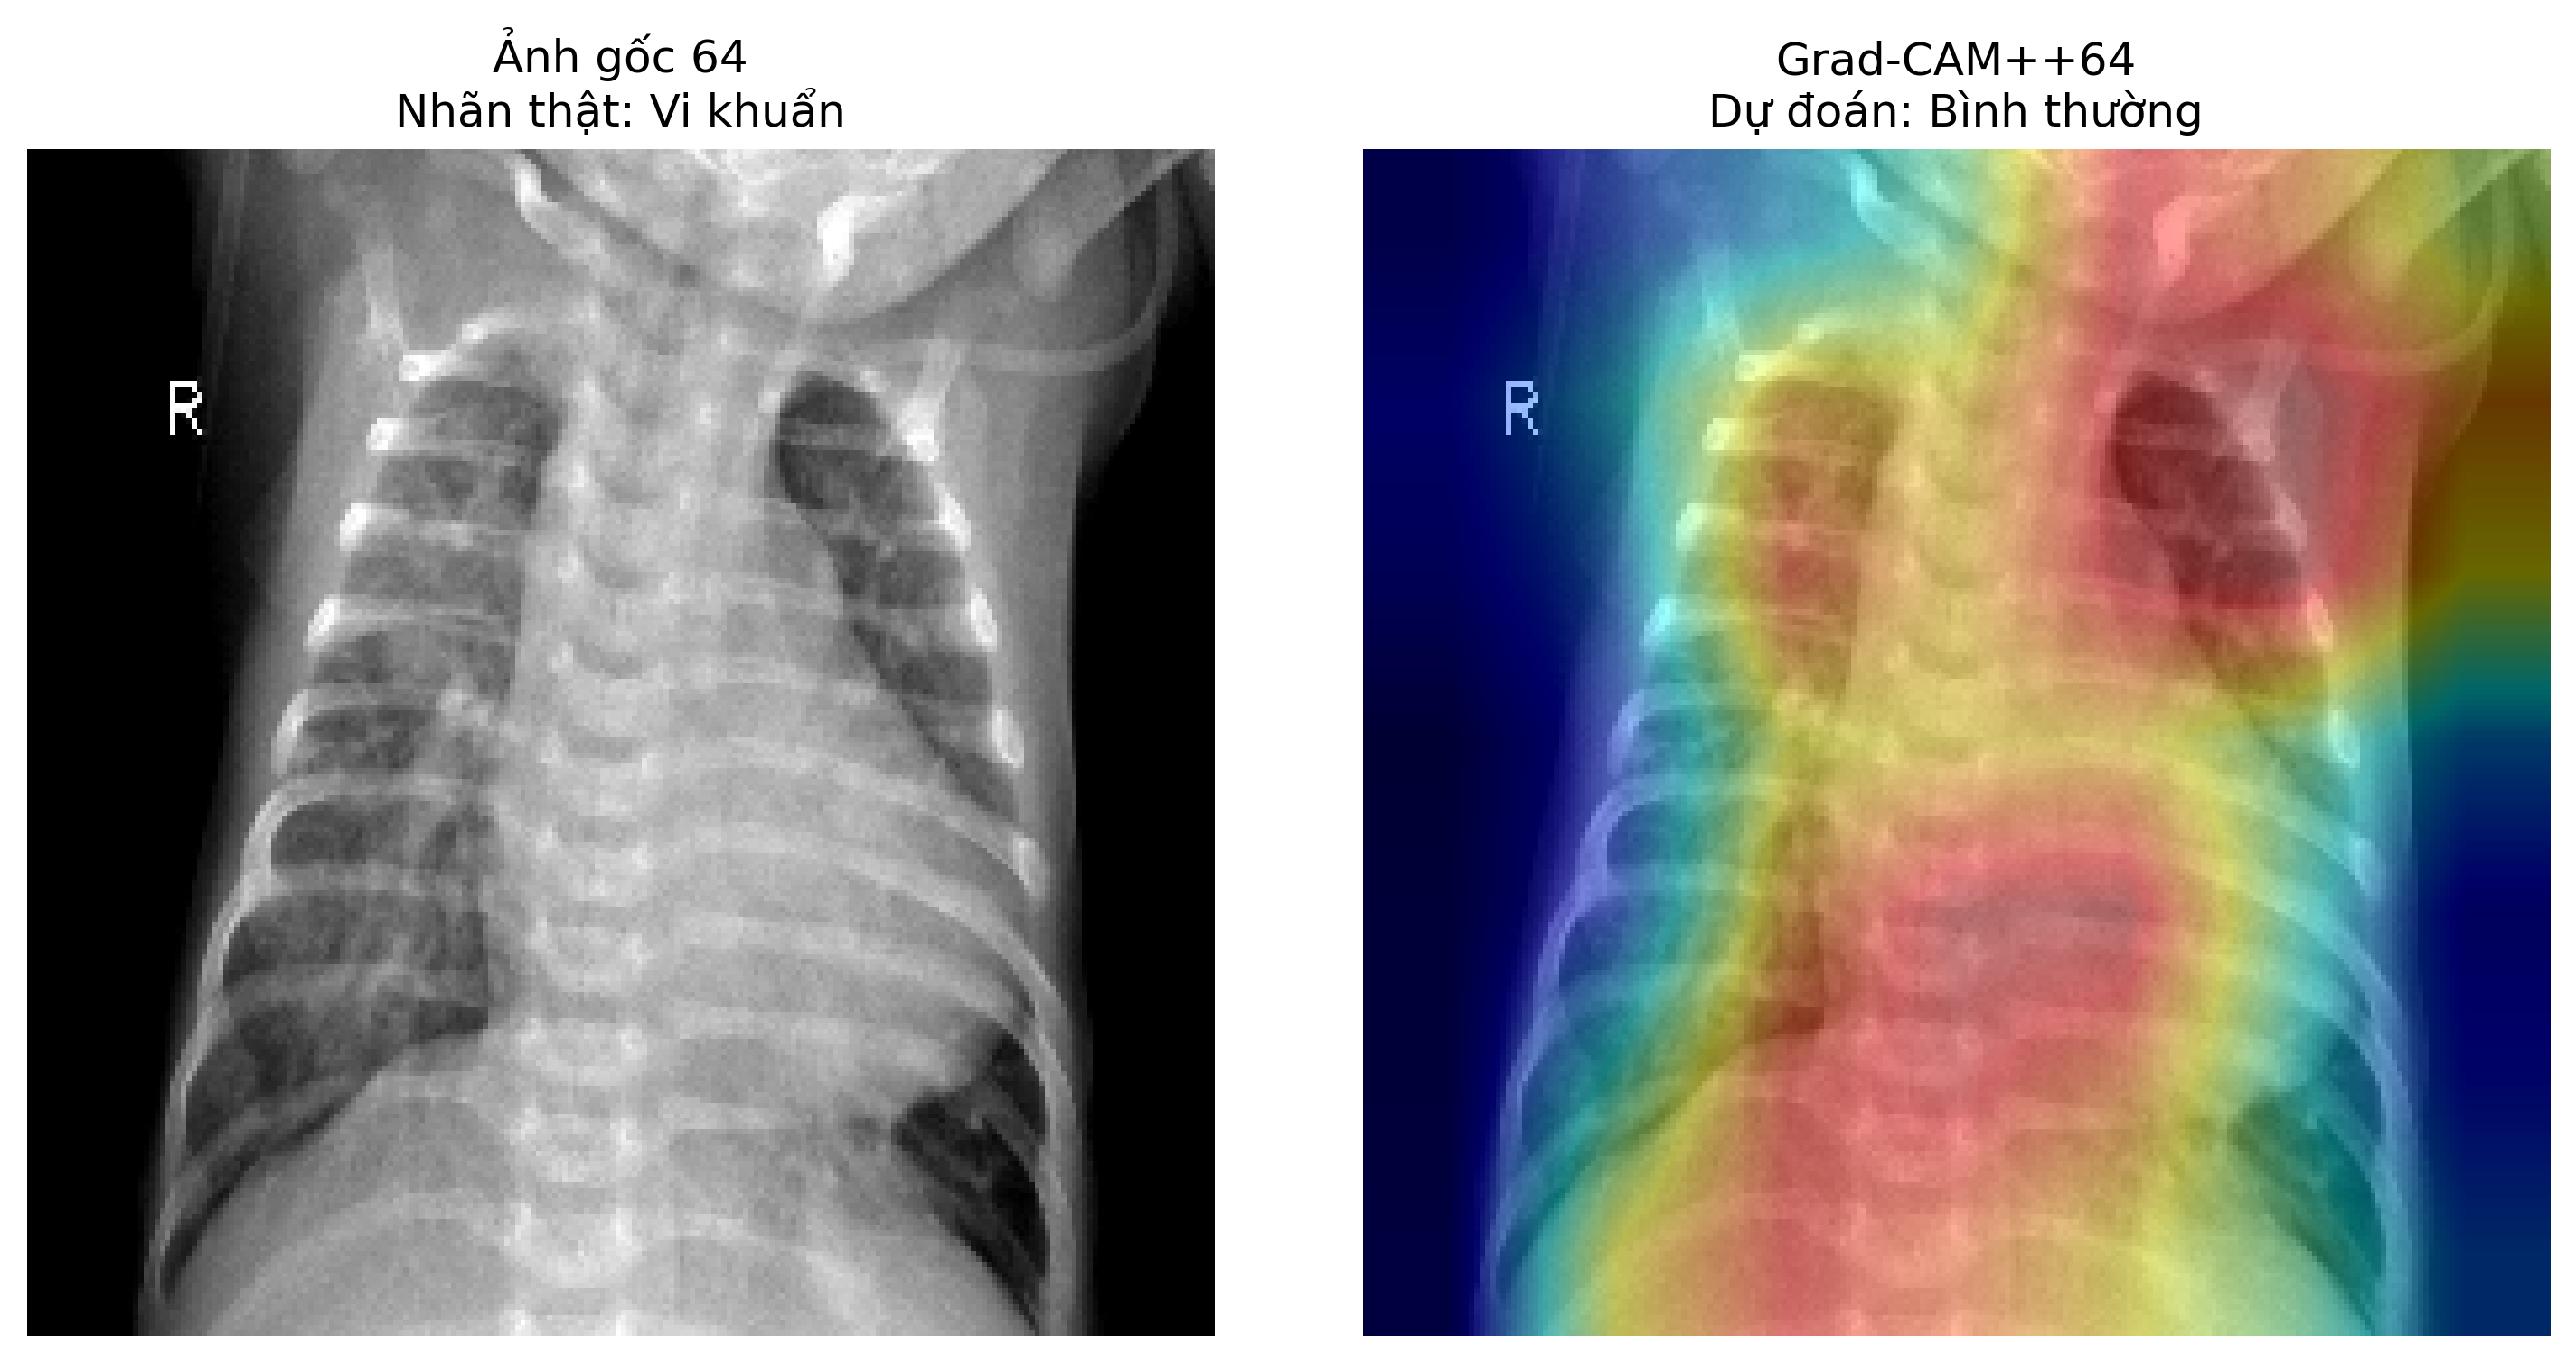 Ảnh gốc 64
Nhãn thật: Vi khuẩn
Grad-CAM++64
Dự đoán: Bình thường
R
R